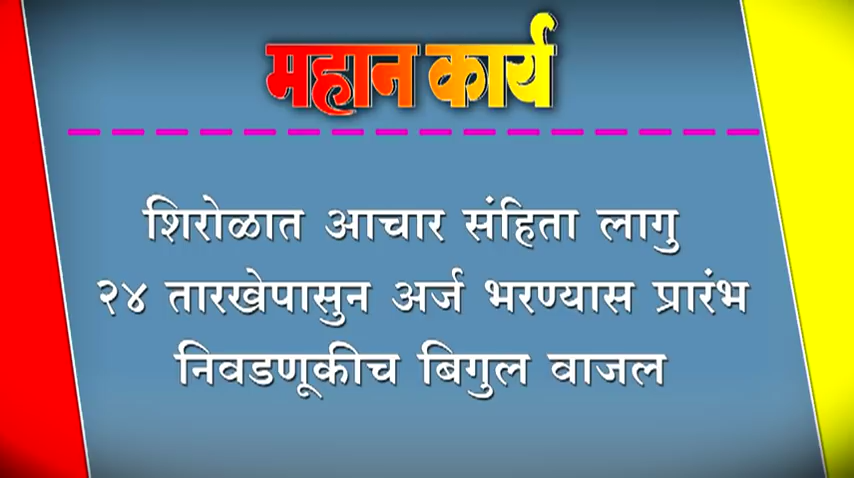 महान कार्य
शिरोळात आचार संहिता लागु
२४ तारखेपासुन अर्ज भरण्यास प्रारंभ
निवडणूकीच बिगुल वाजल